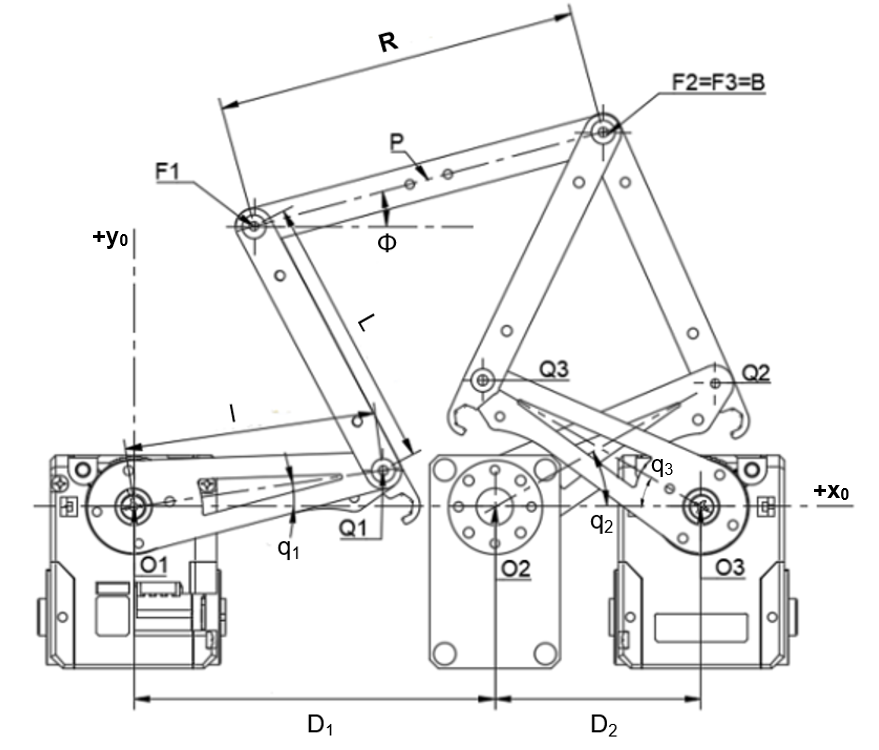 R
F2=F3=B
P
F1
+y₀
Φ
L
Q3
Q2
l
q₃
+x₀
Q1
q₂
q₁
O1
O2
O3
D₁
D₂